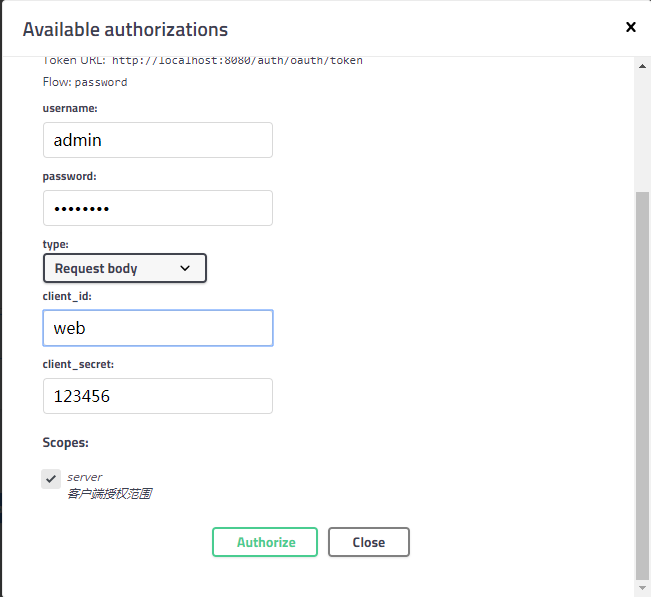 Available authorizations x
Token URL: http://localhost:8080/auth/oauth/token
Flow: password
username:
admin
password:
••••••••
type:
Request body
client_id:
web
client_secret:
123456
Scopes:
server
客户端授权范围
Authorize Close